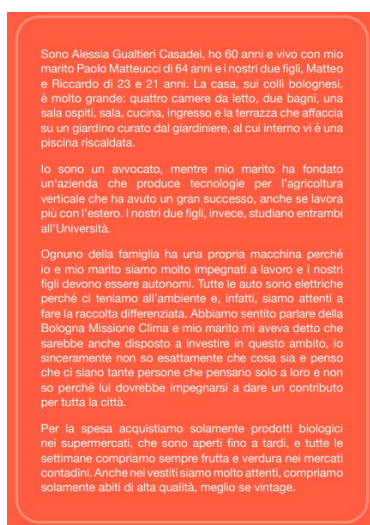 Sono Alessia Gualtieri Casadei, ho 60 anni e vivo con mio
marito Paolo Matteucci di 64 anni e i nostri due figli, Matteo
e Riccardo di 23 e 21 anni. La casa, sui colli bolognesi,
è molto grande: quattro camere da letto, due bagni, una
sala ospiti, sala, cucina, ingresso e la terrazza che affaccia
su un giardino curato dal giardiniere, al cui interno vi è una
piscina riscaldata.
Io sono un avvocato, mentre mio marito ha fondato
un'azienda che produce tecnologie per l'agricoltura
verticale che ha avuto un gran successo, anche se lavora
più con l'estero. I nostri due figli, invece, studiano entrambi
all'Università.
Ognuno della famiglia ha una propria macchina perché
io e mio marito siamo molto impegnati a lavoro e i nostri
figli devono essere autonomi. Tutte le auto sono elettriche
perché ci teniamo all'ambiente e, infatti, siamo attenti a
fare la raccolta differenziata. Abbiamo sentito parlare della
Bologna Missione Clima e mio marito mi aveva detto che
sarebbe anche disposto a investire in questo ambito, io
sinceramente non so esattamente che cosa sia e penso
che ci siano tante persone che pensano solo a loro e non
so perché lui dovrebbe impegnarsi a dare un contributo
per tutta la città.
Per la spesa acquistiamo solamente prodotti biologici
nei supermercati, che sono aperti fino a tardi, e tutte le
settimane compriamo sempre frutta e verdura nei mercati
contadini. Anche nei vestiti siamo molto attenti, compriamo
solamente abiti di alta qualità, meglio se vintage.